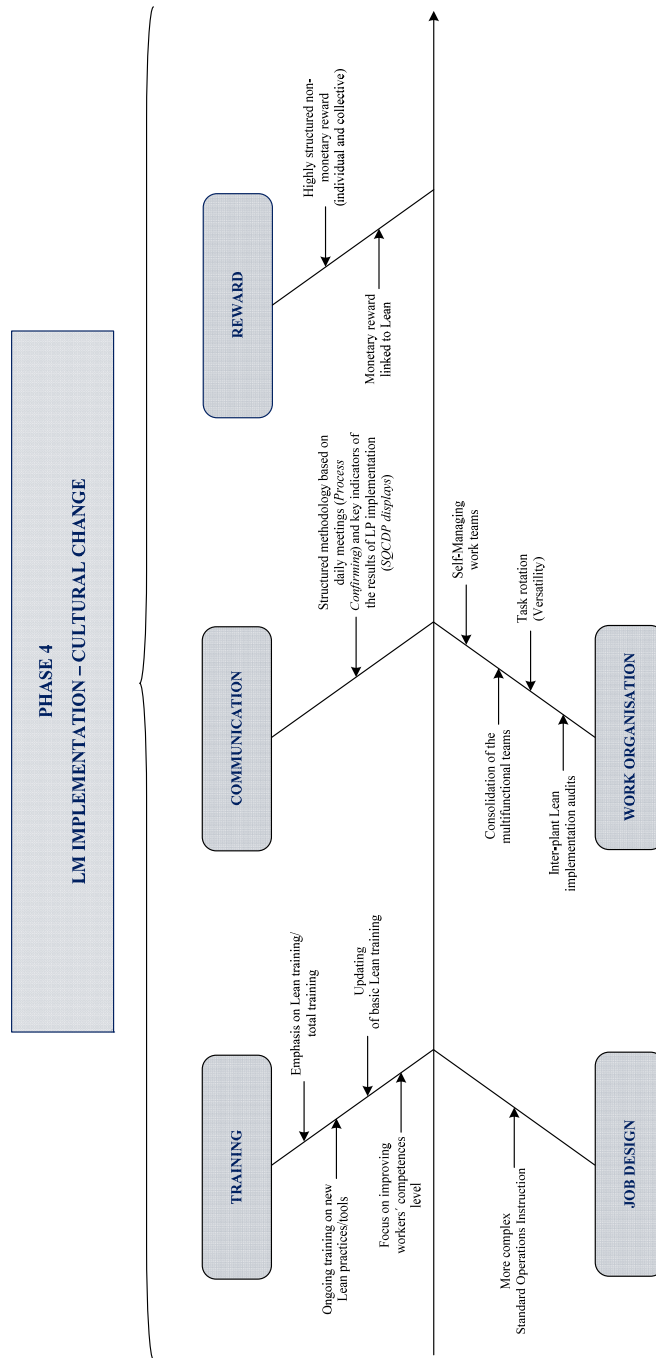 PHASE 4
LM IMPLEMENTATION – CULTURAL CHANGE
TRAINING
Emphasis on Lean training/
total training
Ongoing training on new
Lean practices/tools
Updating
of basic Lean training
Focus on improving
workers´ competences
level
COMMUNICATION
Structured methodology based on
daily meetings (Process
Confirming) and key indicators of
the results of LP implementation
(SQCDP displays)
REWARD
Highly structured non-
monetary reward
(individual and collective)
Monetary reward
linked to Lean
More complex
Standard Operations Instruction
JOB DESIGN
Self-Managing
work teams
Consolidation of the
multifunctional teams
Task rotation
(Versatility)
Inter-plant Lean
implementation audits
WORK ORGANISATION